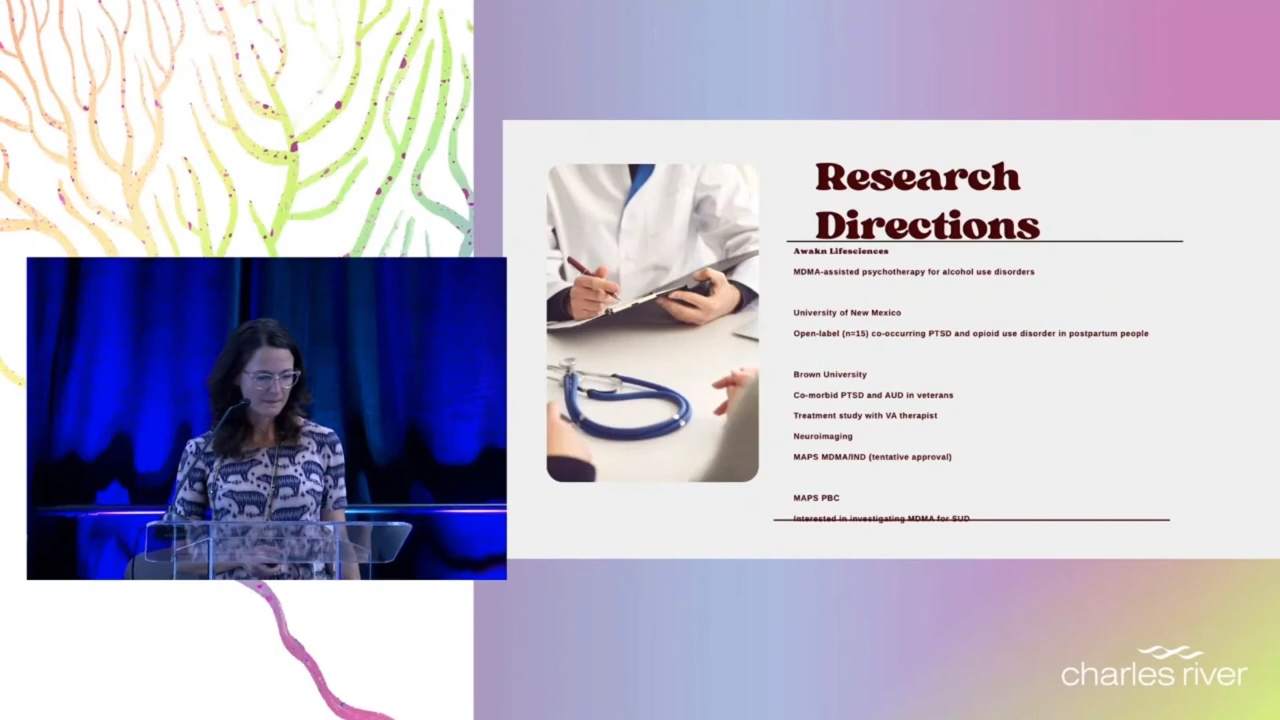 Research
Directions
Awakn Lifesciences
MDMA-assisted psychotherapy for alcohol use disorders
University of New Mexico
Open-label (n=15) co-occurring PTSD and opioid use disorder in postpartum people
Brown University
Co-morbid PTSD and AUD in veterans
Treatment study with VA therapist
Neuroimaging
MAPS MDMA/IND (tentative approval)
MAPS PBC
Interested in investigating MDMA for SUD
charles river